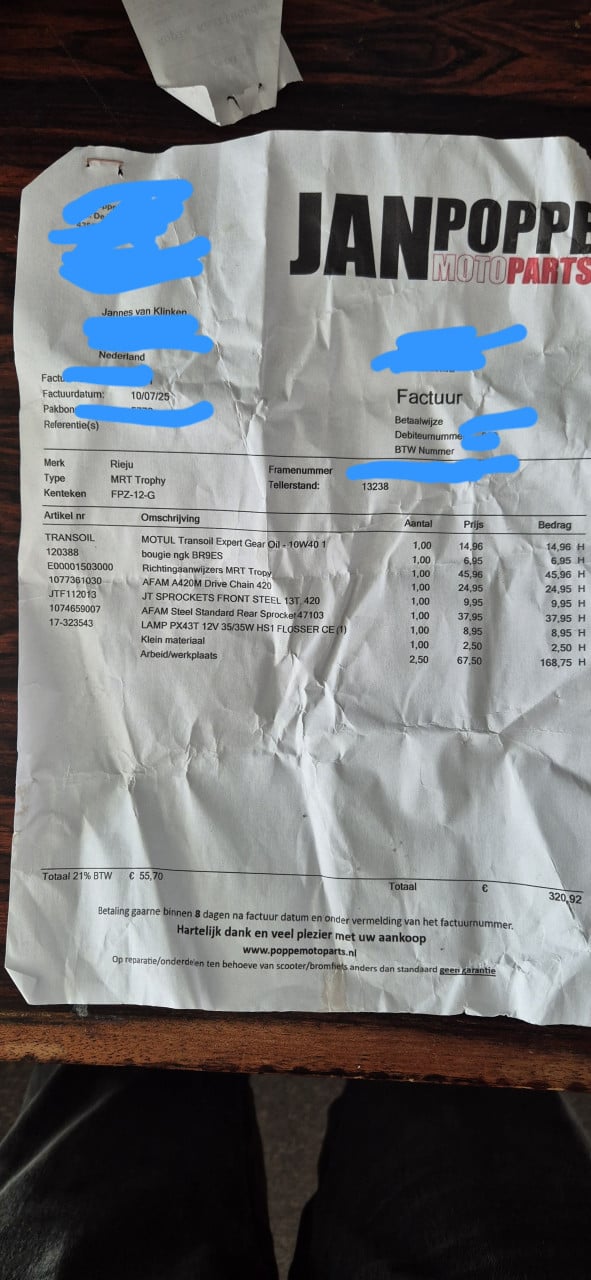 JANPOPPE
MOTOPARTS
Jannes van Klinken
Nederland
Factuurdatum: 10/07/25
Referentie(s)
Factuur
Betaalwijze
Debiteurnumme
BTW Nummer
Merk Rieju
Type MRT Trophy
Kenteken FPZ-12-G
Framenummer
Tellerstand: 13238
Artikel nr Omschrijving Aantal Prijs Bedrag
TRANSOIL MOTUL Transoil Expert Gear Oil - 10W40 1 1,00 14,96 14,96 H
120388 bougie ngk BR9ES 1,00 6,95 6,95 H
E00001503000 Richtingaanwijzers MRT Tropy 1,00 45,96 45,96 H
1077361030 AFAM A420M Drive Chain 420 1,00 24,95 24,95 H
JTF112013 JT SPROCKETS FRONT STEEL 13T 420 1,00 9,95 9,95 H
1074659007 AFAM Steel Standard Rear Sprocket 47103 1,00 37,95 37,95 H
17-323543 LAMP PX43T 12V 35/35W HS1 FLOSSER CE (1) 1,00 8,95 8,95 H
Klein materiaal 1,00 2,50 2,50 H
Arbeid/werkplaats 2,50 67,50 168,75 H
Totaal 21% BTW € 55,70
Totaal € 320,92
Betaling gaarne binnen 8 dagen na factuur datum en onder vermelding van het factuurnummer.
Hartelijk dank en veel plezier met uw aankoop
www.poppemotoparts.nl
Op reparatie/onderdelen ten behoeve van scooter/bromfiets anders dan standaard geen garantie